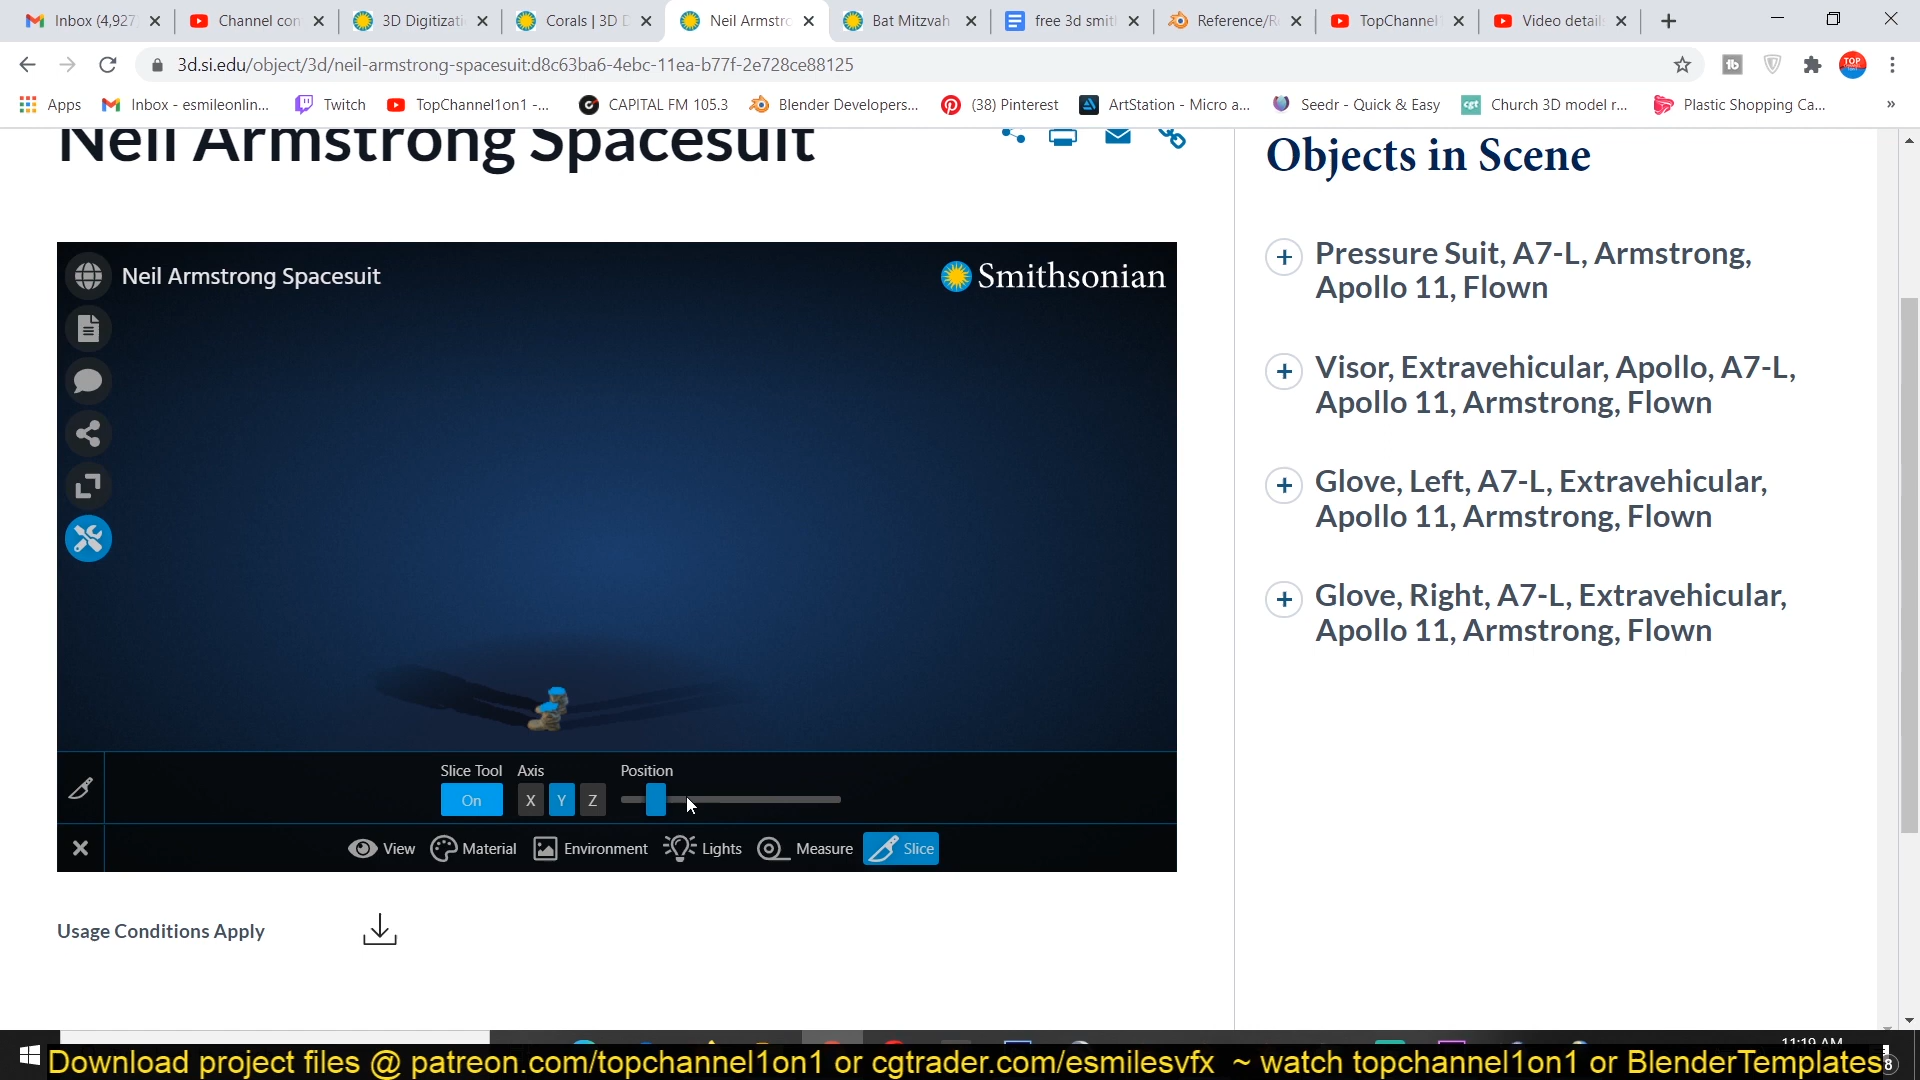 Inbox (4,927
Channel con
3D Digitizati
Corals | 3D D
Neil Armstro
Bat Mitzvah
free 3d smit
Reference/R
TopChannel1
Video details
3d.si.edu/object/3d/neil-armstrong-spacesuit:d8c63ba6-4ebc-11ea-b77f-2e728ce88125
Apps
Inbox - esmileonlin...
Twitch
TopChannel1on1 -...
CAPITAL FM 105.3
Blender Developers...
(38) Pinterest
ArtStation - Micro a...
Seedr - Quick & Easy
Church 3D model r...
Plastic Shopping Ca...
Neil Armstrong Spacesuit
Neil Armstrong Spacesuit
Smithsonian
Slice Tool Axis Position
On X Y Z
View Material Environment Lights Measure Slice
Usage Conditions Apply
Objects in Scene
Pressure Suit, A7-L, Armstrong,
Apollo 11, Flown
Visor, Extravehicular, Apollo, A7-L,
Apollo 11, Armstrong, Flown
Glove, Left, A7-L, Extravehicular,
Apollo 11, Armstrong, Flown
Glove, Right, A7-L, Extravehicular,
Apollo 11, Armstrong, Flown
11:19 AM
Download project files @ patreon.com/topchannel1on1 or cgtrader.com/esmilesvfx ~ watch topchannel1on1 or BlenderTemplates